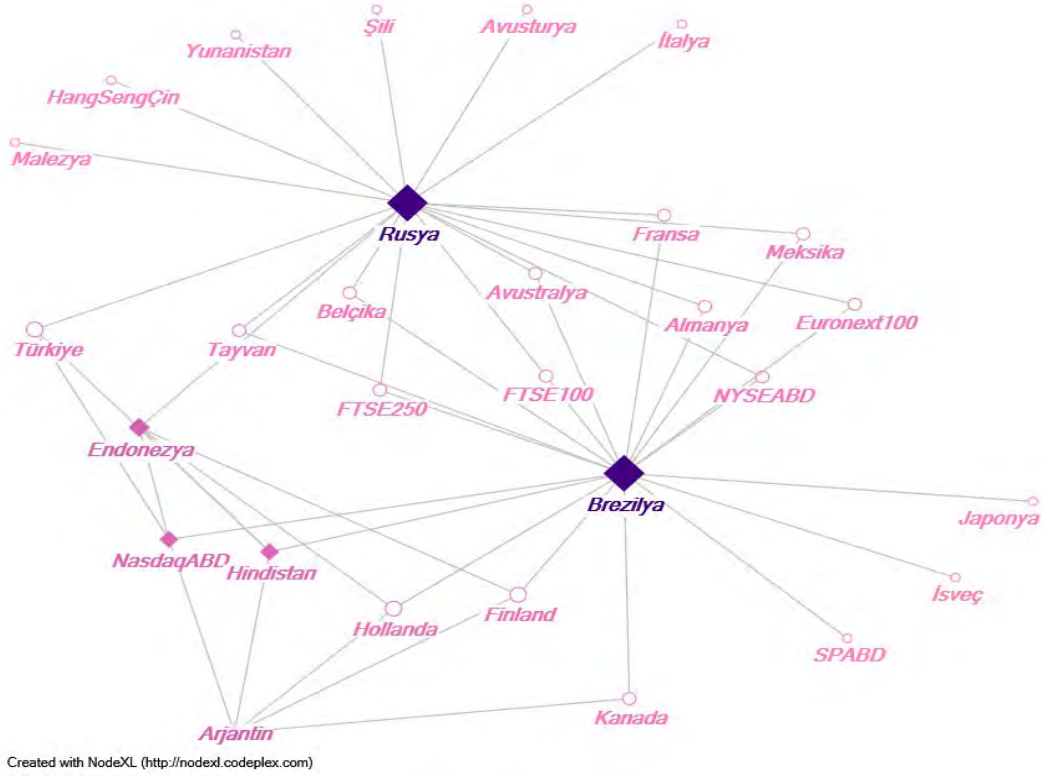 Şili
Avusturya
İtalya
Yunanistan
HangSengÇin
Malezya
Rusya
Fransa
Meksika
Avustralya
Belçika
Almanya
Euronext100
Türkiye
Tayvan
FTSE250
FTSE100
NYSEABD
Endonezya
Brezilya
Japonya
NasdaqABD
Hindistan
İsveç
Finland
Hollanda
SPABD
Kanada
Arjantin
Created with NodeXL (http://nodexl.codeplex.com)